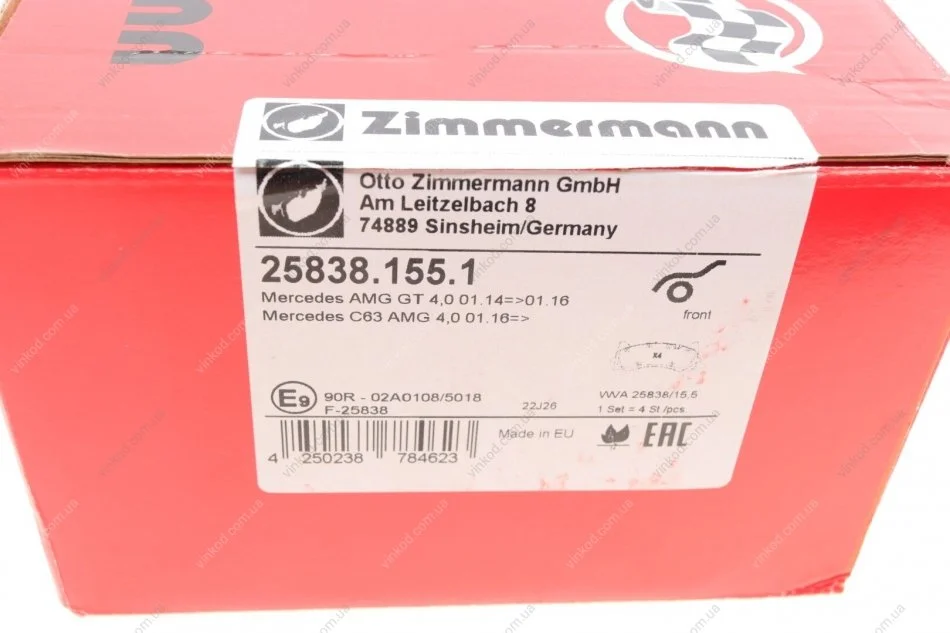 Zimmermann
Otto Zimmermann GmbH
Am Leitzelbach 8
74889 Sinsheim/Germany
25838.155.1
Mercedes AMG GT 4,0 01.14=>01.16
Mercedes C63 AMG 4,0 01.16=>
front
X4
E9
90R - 02A0108/5018
F-25838
22J26
WVA 25838/15.5
1 Set = 4 St./pcs
Made in EU
EAC
4 250238 784623
vinkod.com.ua